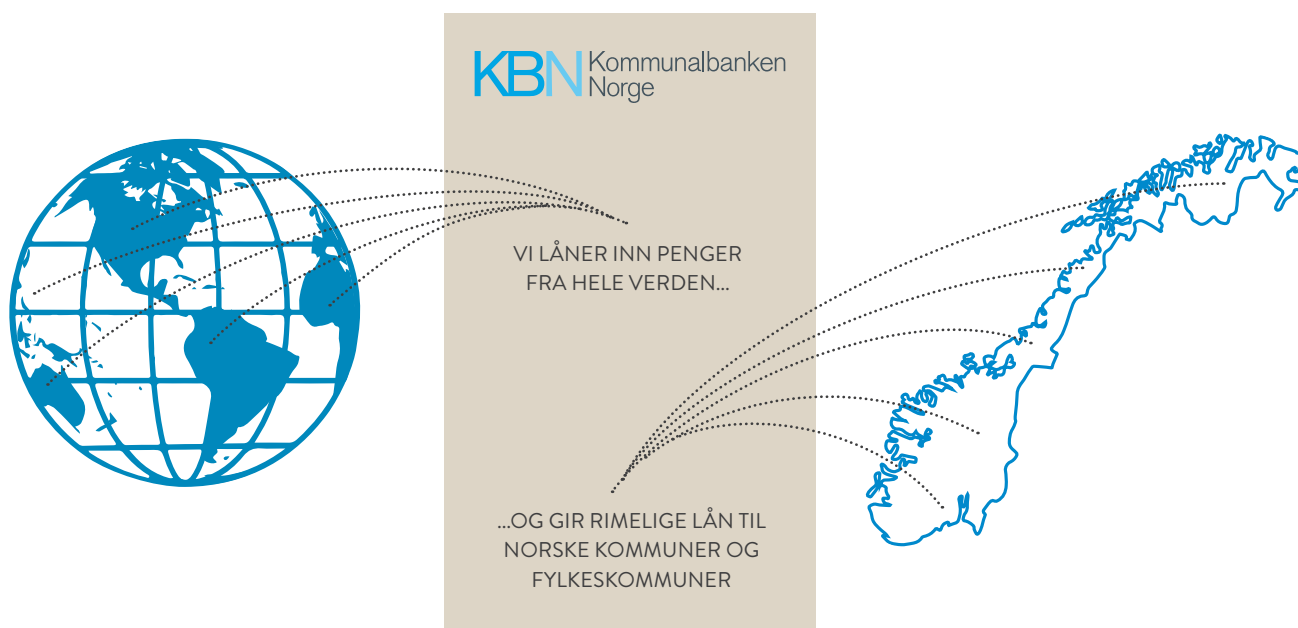 KBN Kommunalbanken
Norge
VI LÅNER INN PENGER
FRA HELE VERDEN...
...OG GIR RIMELIGE LÅN TIL
NORSKE KOMMUNER OG
FYLKESKOMMUNER